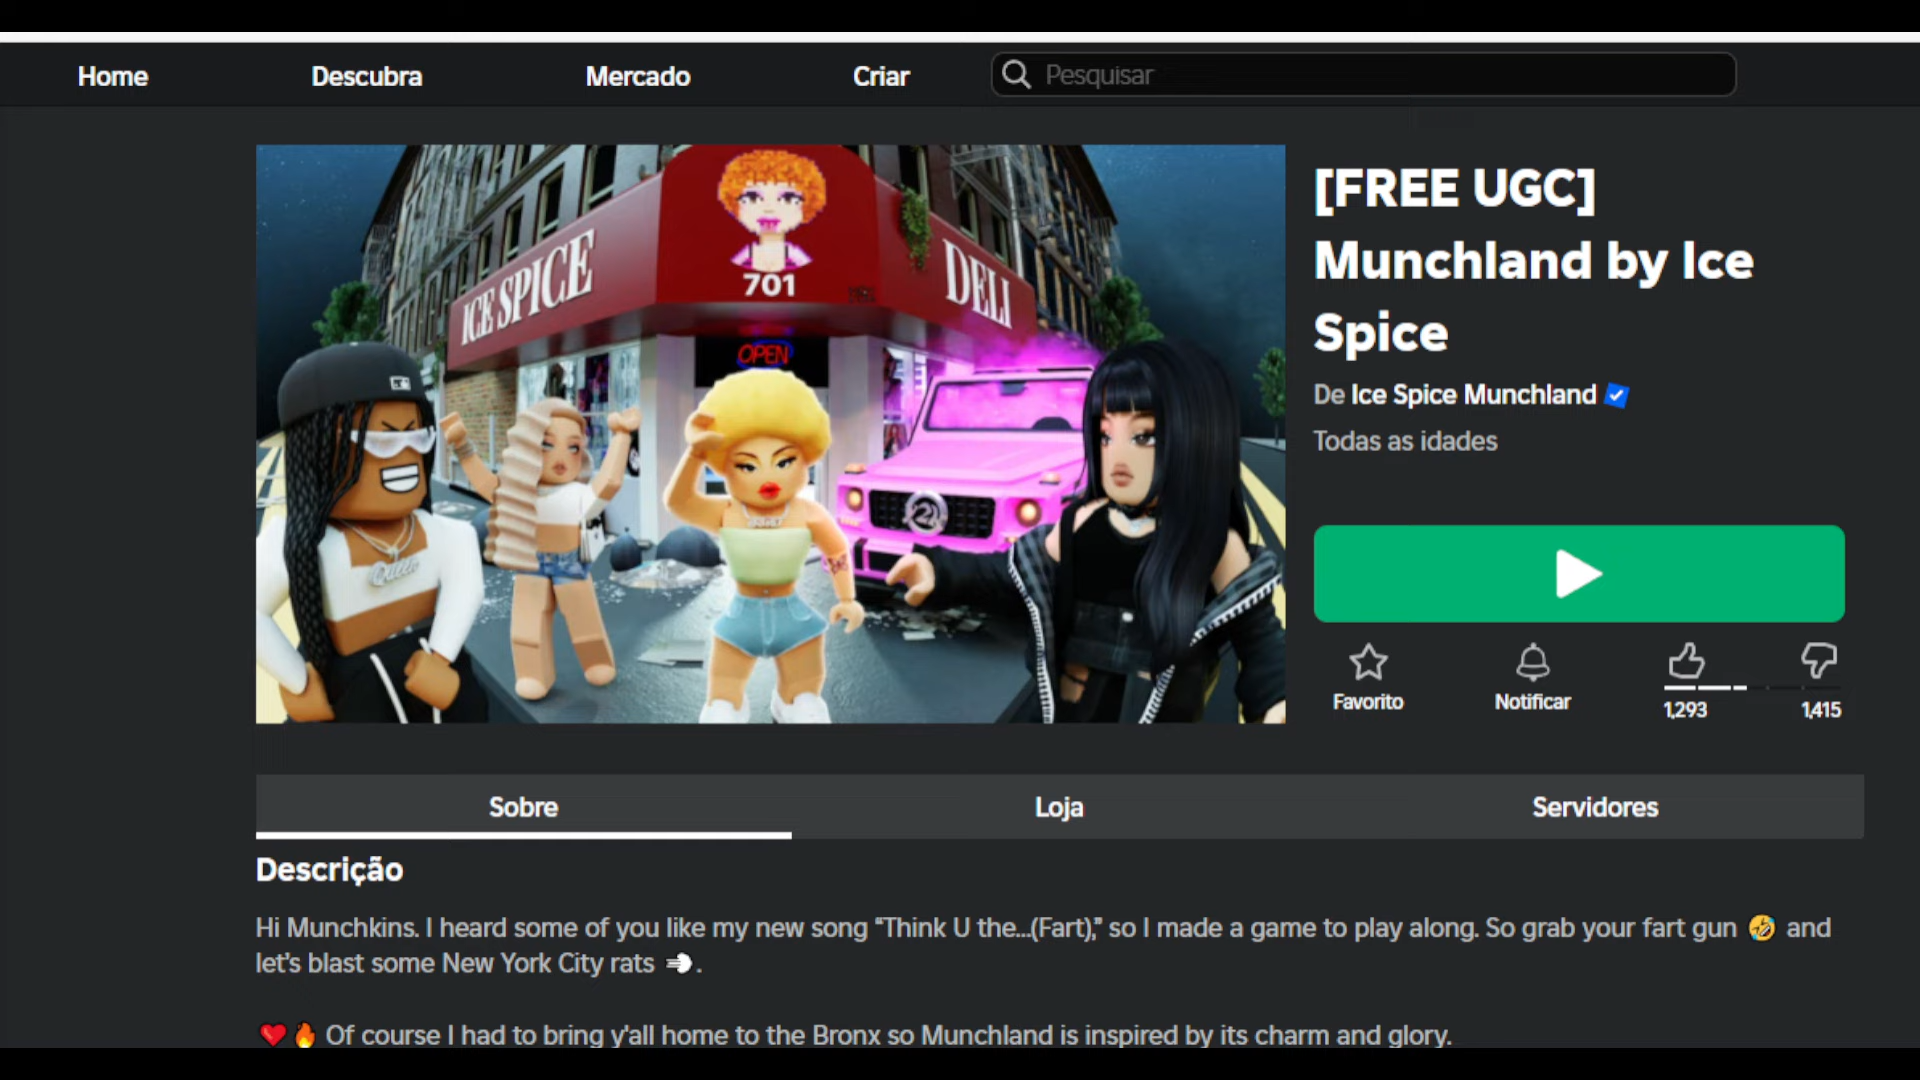 Home Descubra Mercado Criar Pesquisar
ICE SPICE
701
DELI
OPEN
Queen
[FREE UGC]
Munchland by Ice
Spice
De Ice Spice Munchland
Todas as idades
Favorito Notificar 1,293 1,415
Sobre Loja Servidores
Descrição
Hi Munchkins. I heard some of you like my new song “Think U the...(Fart),” so I made a game to play along. So grab your fart gun 🤣 and
let's blast some New York City rats 💨.
❤️🔥 Of course I had to bring y'all home to the Bronx so Munchland is inspired by its charm and glory.